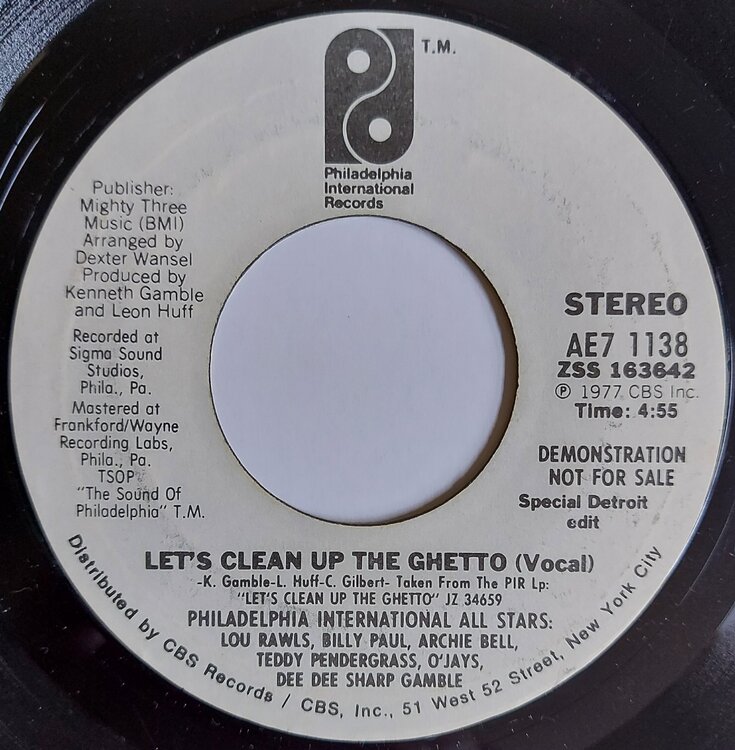 T.M.
Philadelphia
International
Records
Publisher:
Mighty Three
Music (BMI)
Arranged by
Dexter Wansel
Produced by
Kenneth Gamble
and Leon Huff
Recorded at
Sigma Sound
Studios,
Phila., Pa.
Mastered at
Frankford/Wayne
Recording Labs,
Phila., Pa.
TSOP
"The Sound Of
Philadelphia" T.M.
STEREO
AE7 1138
ZSS 163642
Ⓟ 1977 CBS Inc.
Time: 4:55
DEMONSTRATION
NOT FOR SALE
Special Detroit
edit
LET'S CLEAN UP THE GHETTO (Vocal)
-K. Gamble-L. Huff-C. Gilbert- Taken From The PIR Lp:
"LET'S CLEAN UP THE GHETTO" JZ 34659
PHILADELPHIA INTERNATIONAL ALL STARS:
LOU RAWLS, BILLY PAUL, ARCHIE BELL,
TEDDY PENDERGRASS, O'JAYS,
DEE DEE SHARP GAMBLE
Distributed by CBS Records / CBS, Inc., 51 West 52 Street, New York City